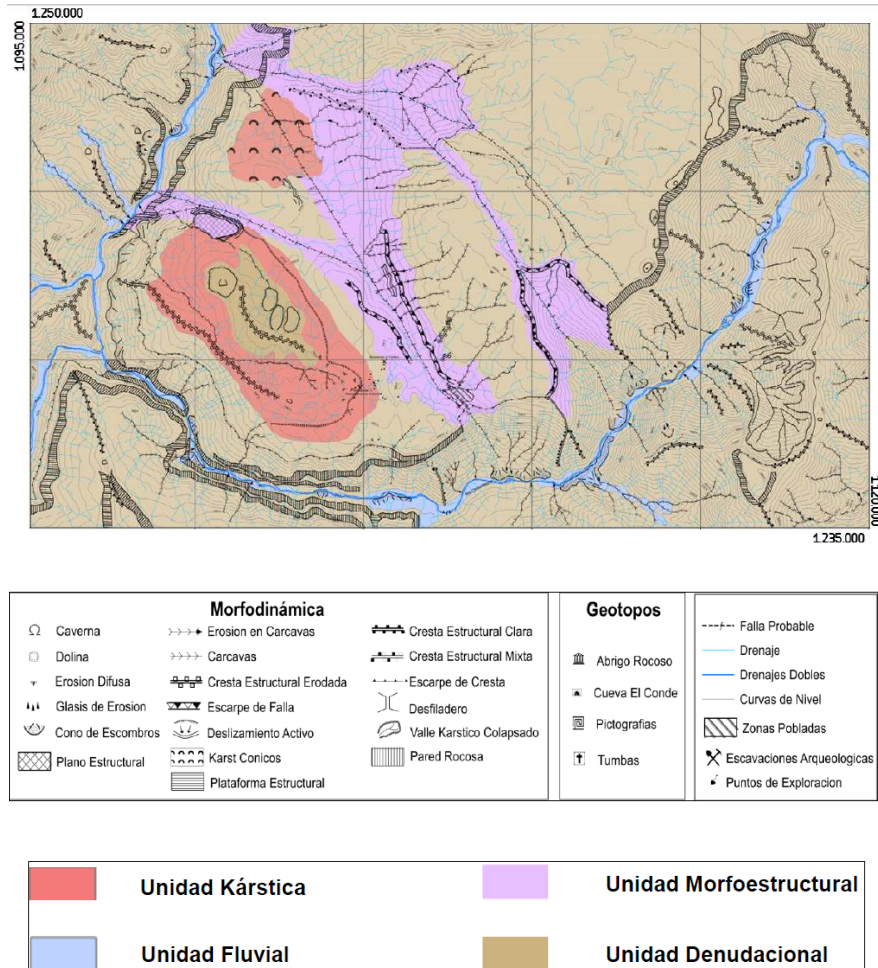 1.250.000
1.095.000
1.120.000
1.235.000
Morfodinámica
Caverna
Dolina
Erosion Difusa
Glasis de Erosion
Cono de Escombros
Plano Estructural
Erosion en Carcavas
Carcavas
Cresta Estructural Erodada
Escarpe de Falla
Deslizamiento Activo
Karst Conicos
Plataforma Estructural
Cresta Estructural Clara
Cresta Estructural Mixta
Escarpe de Cresta
Desfiladero
Valle Karstico Colapsado
Pared Rocosa
Geotopos
Abrigo Rocoso
Cueva El Conde
Pictografias
Tumbas
Falla Probable
Drenaje
Drenajes Dobles
Curvas de Nivel
Zonas Pobladas
Escavaciones Arqueologicas
Puntos de Exploracion
Unidad Kárstica
Unidad Morfoestructural
Unidad Fluvial
Unidad Denudacional